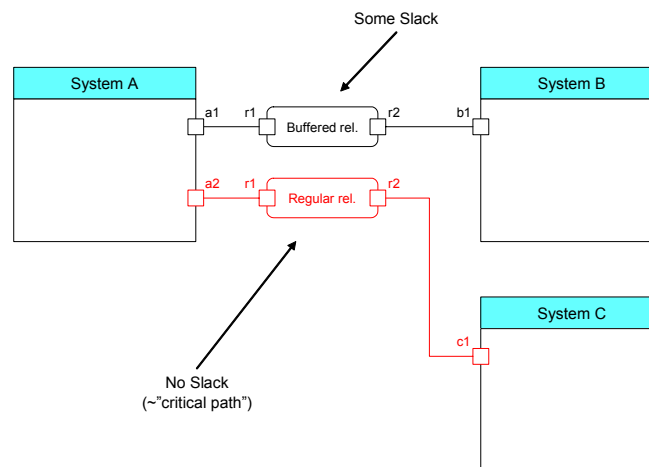 Some Slack
System A
System B
a1
r1
Buffered rel.
r2
b1
a2
r1
Regular rel.
r2
System C
c1
No Slack
(~"critical path")